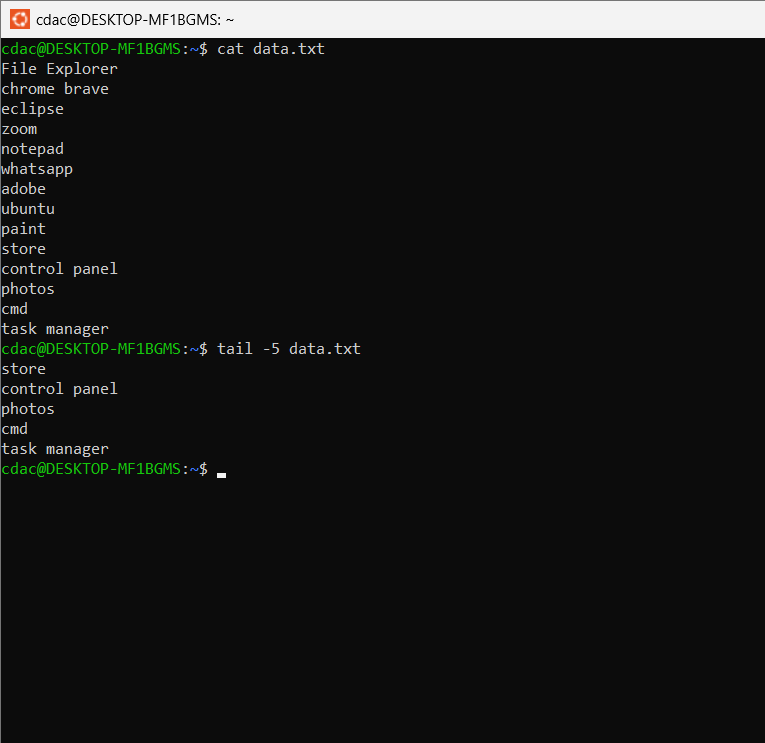 cdac@DESKTOP-MF1BGMS: ~
cdac@DESKTOP-MF1BGMS:~$ cat data.txt
File Explorer
chrome brave
eclipse
zoom
notepad
whatsapp
adobe
ubuntu
paint
store
control panel
photos
cmd
task manager
cdac@DESKTOP-MF1BGMS:~$ tail -5 data.txt
store
control panel
photos
cmd
task manager
cdac@DESKTOP-MF1BGMS:~$